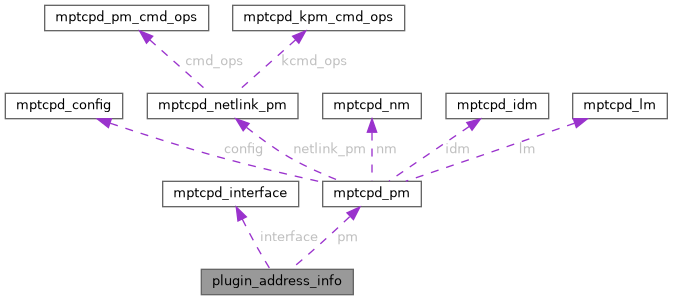 mptcpd_pm_cmd_ops
mptcpd_kpm_cmd_ops
cmd_ops
kcmd_ops
mptcpd_config
mptcpd_netlink_pm
mptcpd_nm
mptcpd_idm
mptcpd_lm
config
netlink_pm
nm
idm
lm
mptcpd_interface
mptcpd_pm
interface
pm
plugin_address_info